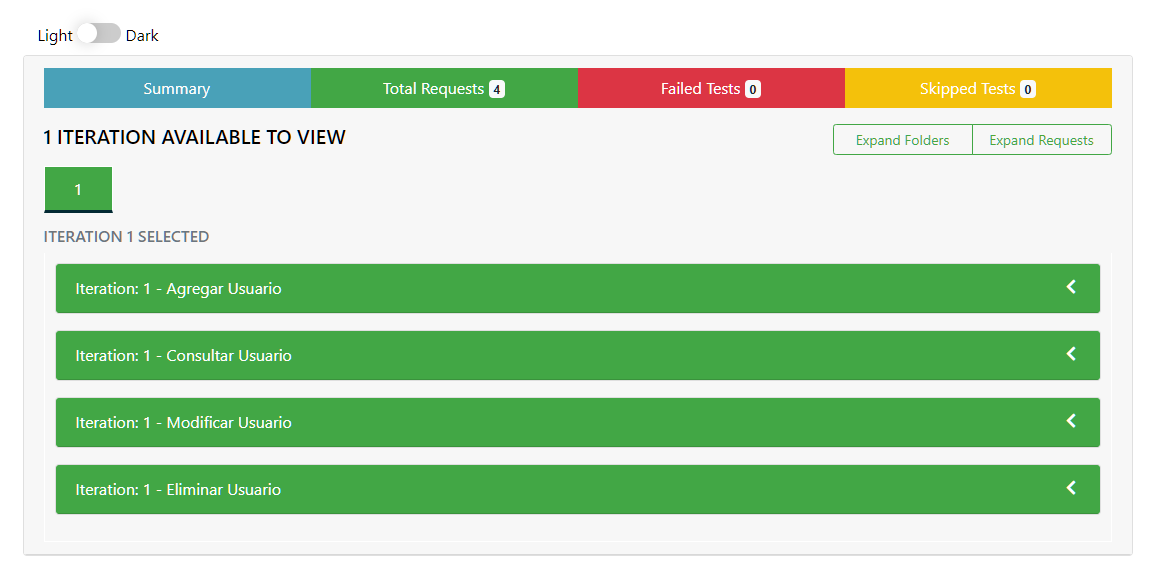 Light Dark
Summary Total Requests 4 Failed Tests 0 Skipped Tests 0
1 ITERATION AVAILABLE TO VIEW Expand Folders Expand Requests
1
ITERATION 1 SELECTED
Iteration: 1 - Agregar Usuario
Iteration: 1 - Consultar Usuario
Iteration: 1 - Modificar Usuario
Iteration: 1 - Eliminar Usuario